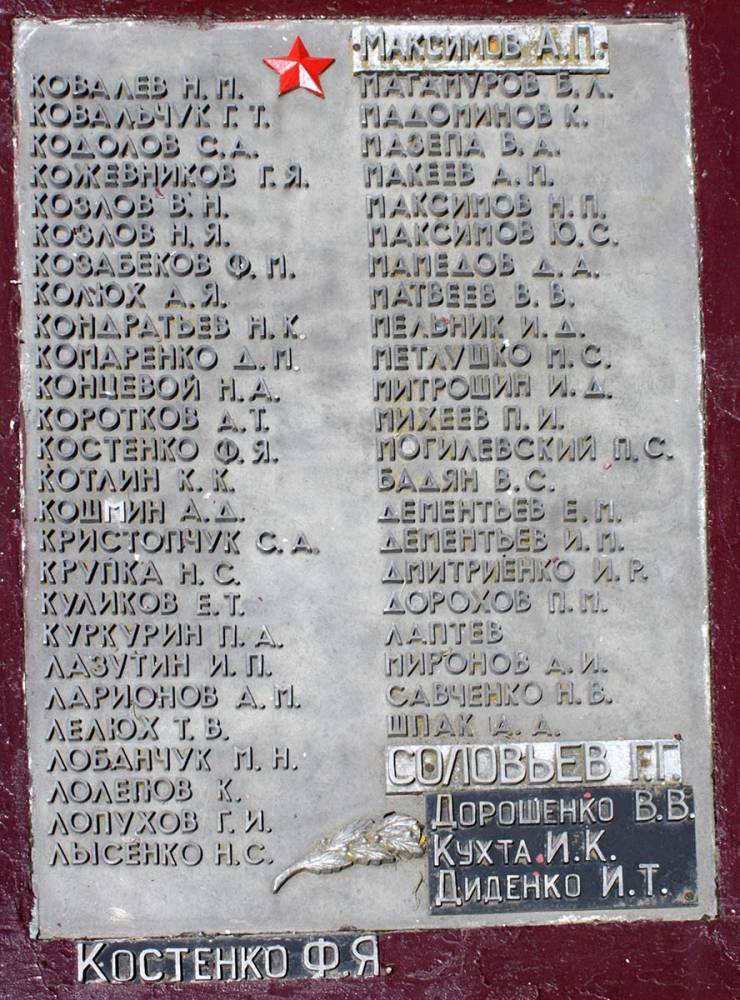 КОВАЛЕВ Н.М.
КОВАЛЬЧУК Г.Т.
КОДОЛОВ С.А.
КОЖЕВНИКОВ Г.Я.
КОЗЛОВ В.Н.
КОЗЛОВ Н.Я.
КОЗАБЕКОВ Ф.М.
КОЛЮХ А.Я.
КОНДРАТЬЕВ Н.К.
КОМАРЕНКО Д.М.
КОНЦЕВОЙ Н.А.
КОРОТКОВ А.Т.
КОСТЕНКО Ф.Я.
КОТЛИН К.К.
КОШМИН А.Д.
КРИСТОПЧУК С.А.
КРУПКА Н.С.
КУЛИКОВ Е.Т.
КУРКУРИН П.А.
ЛАЗУТИН И.П.
ЛАРИОНОВ А.М.
ЛЕЛЮХ Т.В.
ЛОБАНЧУК М.Н.
ЛОЛЕПОВ К.
ЛОПУХОВ Г.И.
ЛЫСЕНКО Н.С.
МАКСИМОВ А.П.
МАГАМУРОВ Б.Л.
МАДОМИНОВ К.
МАЗЕПА В.А.
МАКЕЕВ А.М.
МАКСИМОВ Н.П.
МАКСИМОВ Ю.С.
МАМЕДОВ Д.А.
МАТВЕЕВ В.В.
МЕЛЬНИК И.Д.
МЕТЛУШКО М.С.
МИТРОШИН И.Д.
МИХЕЕВ П.И.
МОГИЛЕВСКИЙ П.С.
БАДЯН В.С.
ДЕМЕНТЬЕВ Е.М.
ДЕМЕНТЬЕВ И.М.
ДМИТРИЕНКО И.Р.
ДОРОХОВ П.М.
ЛАПТЕВ
МИРОНОВ Д.И.
САВЧЕНКО Н.В.
ШПАК А.А.
СОЛОВЬЕВ Г.Г.
ДОРОШЕНКО В.В.
КУХТА И.К.
ДИДЕНКО И.Т.
КОСТЕНКО Ф.Я.